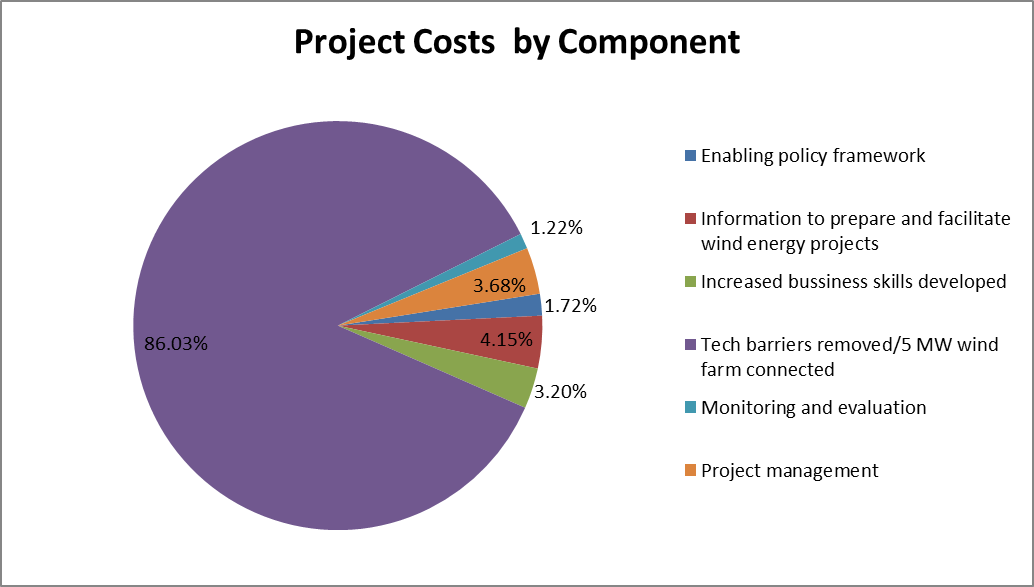 Project Costs  by Component
1.22%
3.68%
1.72%
4.15%
3.20%
86.03%
Enabling policy framework
Information to prepare and facilitate
wind energy projects
Increased bussiness skills developed
Tech barriers removed/5 MW wind
farm connected
Monitoring and evaluation
Project management